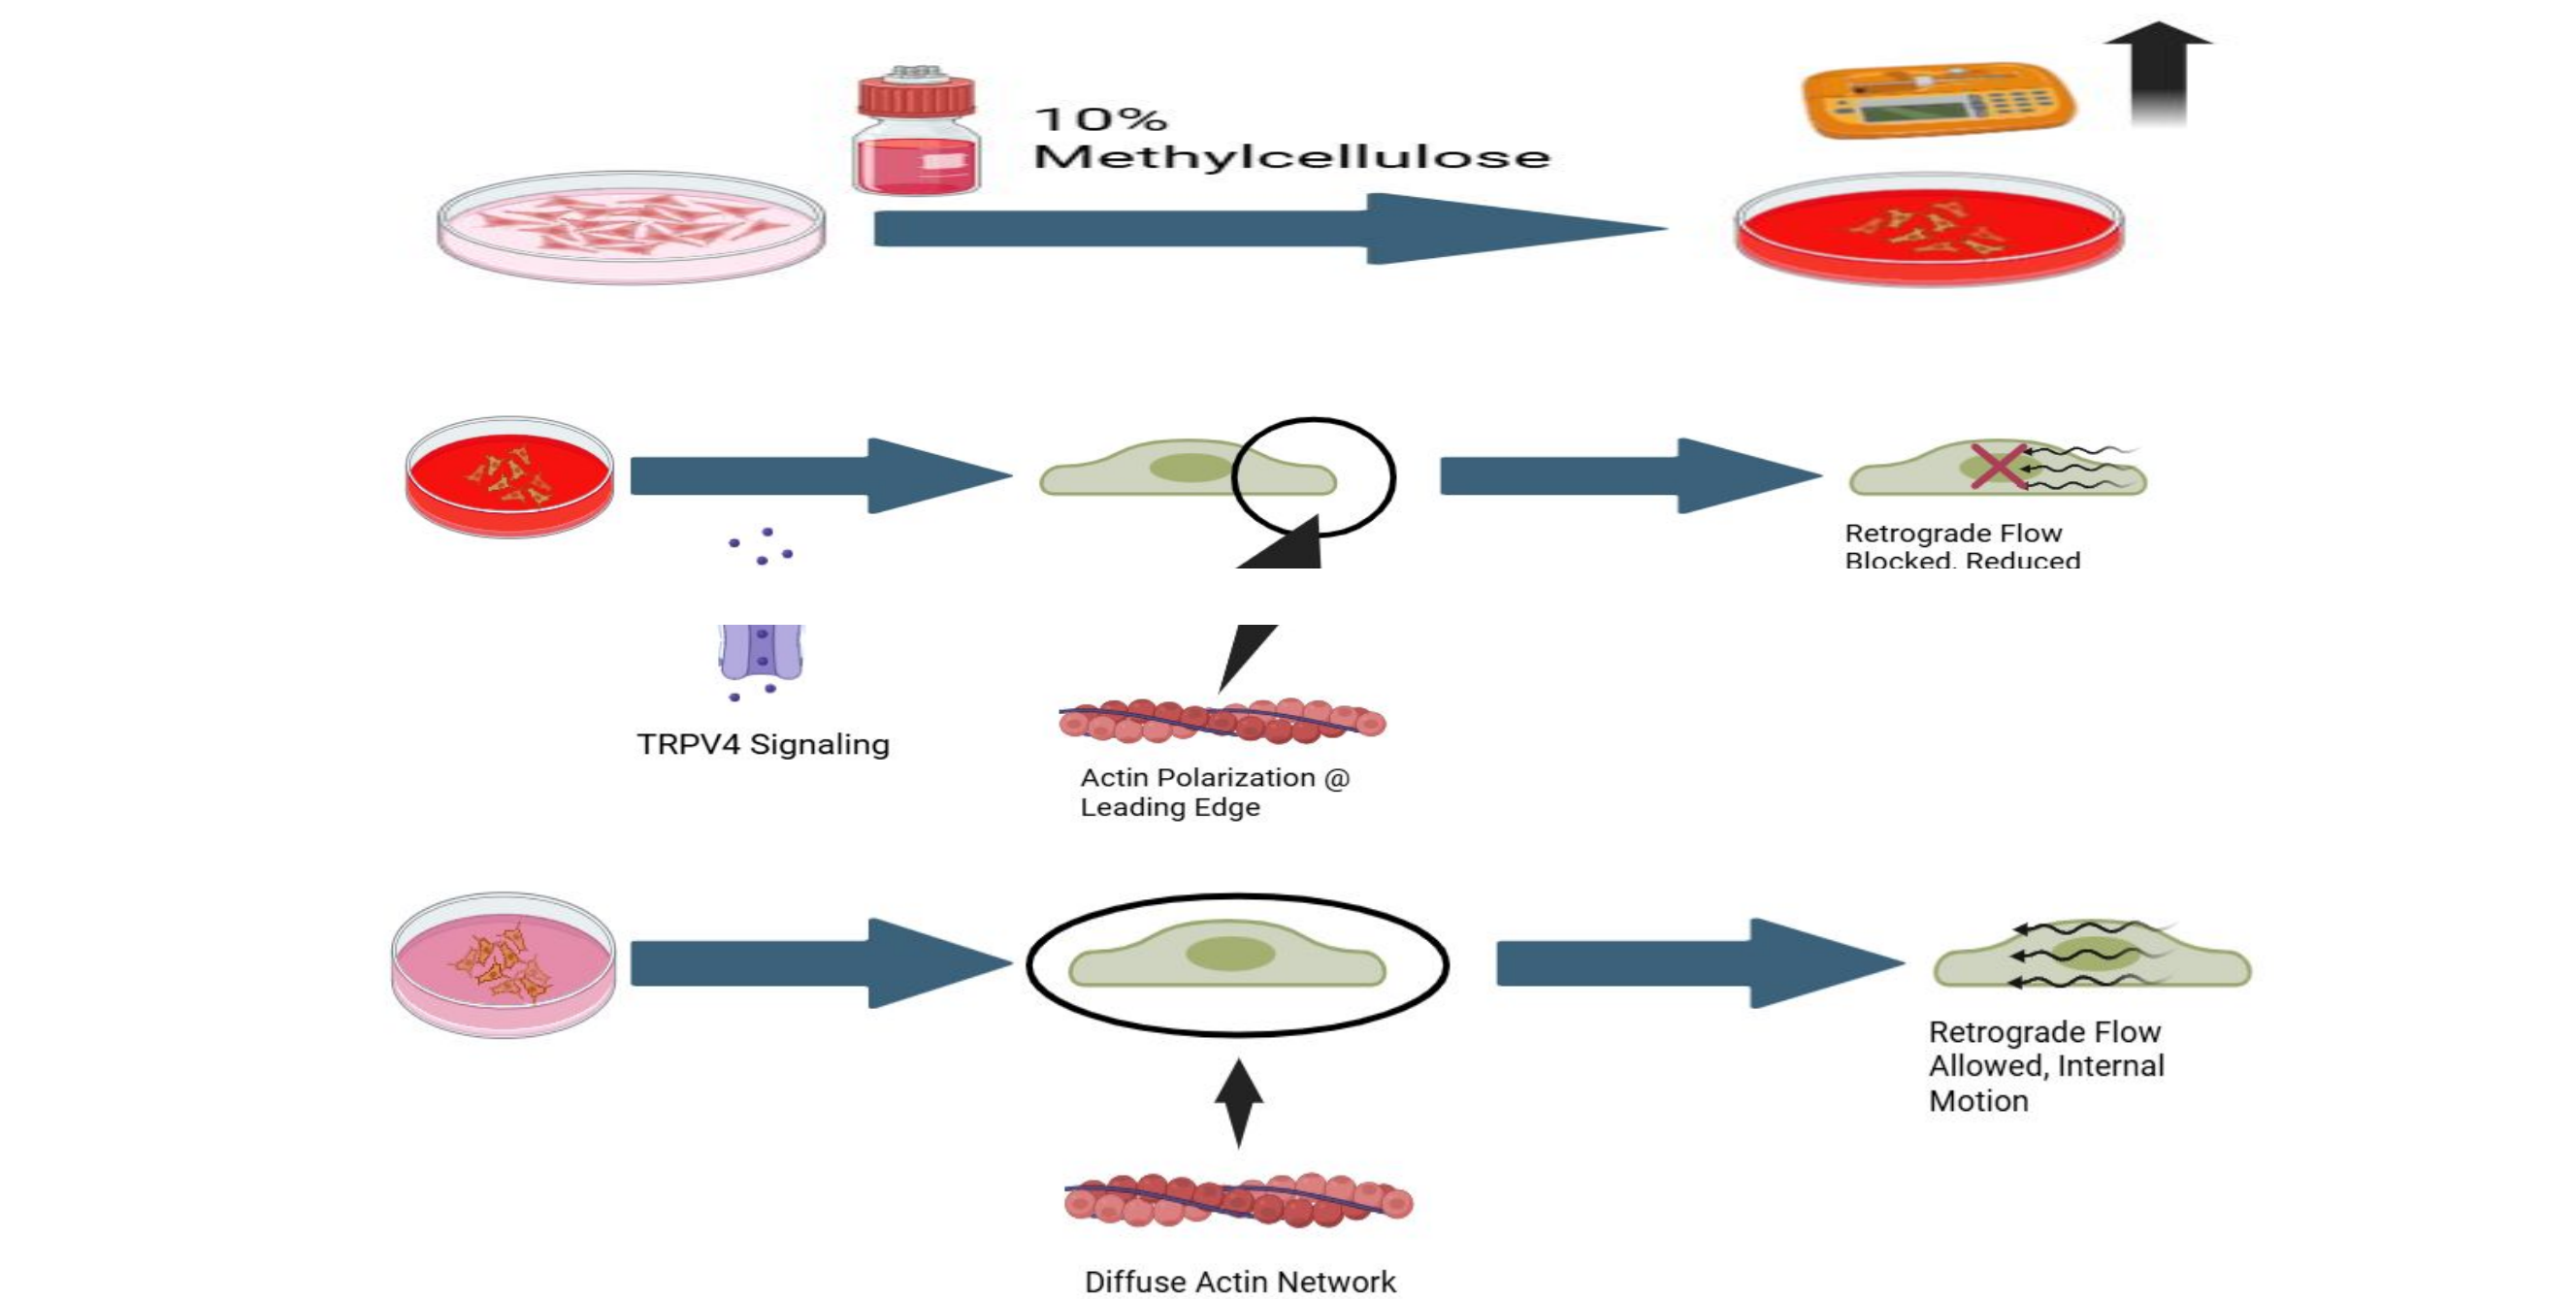 10%
Methylcellulose
Retrograde Flow
Blocked, Reduced
TRPV4 Signaling
Actin Polarization @
Leading Edge
Retrograde Flow
Allowed, Internal
Motion
Diffuse Actin Network